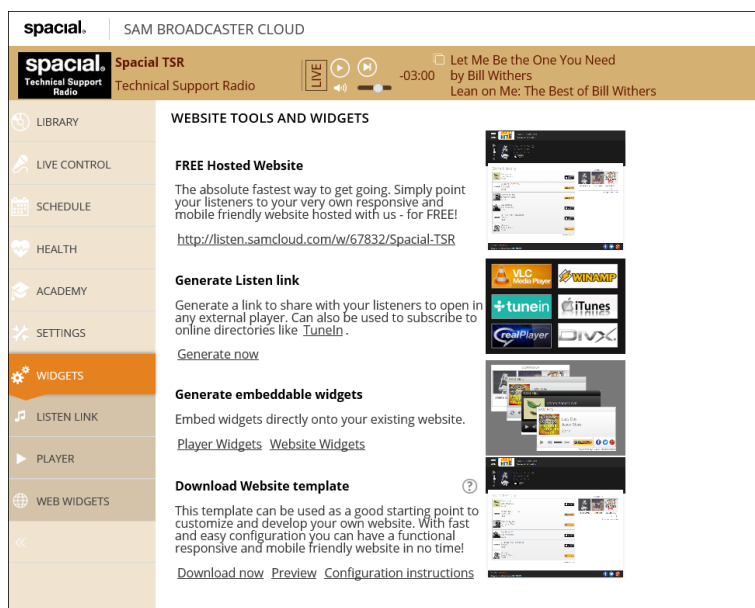 spacial. SAM BROADCASTER CLOUD
spacial.
Technical Support
Radio
Spacial TSR
Technical Support Radio
LIVE
-03:00
Let Me Be the One You Need
by Bill Withers
Lean on Me: The Best of Bill Withers
LIBRARY
LIVE CONTROL
SCHEDULE
HEALTH
ACADEMY
SETTINGS
WIDGETS
LISTEN LINK
PLAYER
WEB WIDGETS
WEBSITE TOOLS AND WIDGETS
FREE Hosted Website
The absolute fastest way to get going. Simply point
your listeners to your very own responsive and
mobile friendly website hosted with us - for FREE!
http://listen.samcloud.com/w/67832/Spacial-TSR
Generate Listen link
Generate a link to share with your listeners to open in
any external player. Can also be used to subscribe to
online directories like TuneIn .
Generate now
VLC
Media Player
WINAMP
tunein
iTunes
realPlayer
DIVX.
Generate embeddable widgets
Embed widgets directly onto your existing website.
Player Widgets Website Widgets
Download Website template ?
This template can be used as a good starting point to
customize and develop your own website. With fast
and easy configuration you can have a functional
responsive and mobile friendly website in no time!
Download now Preview Configuration instructions